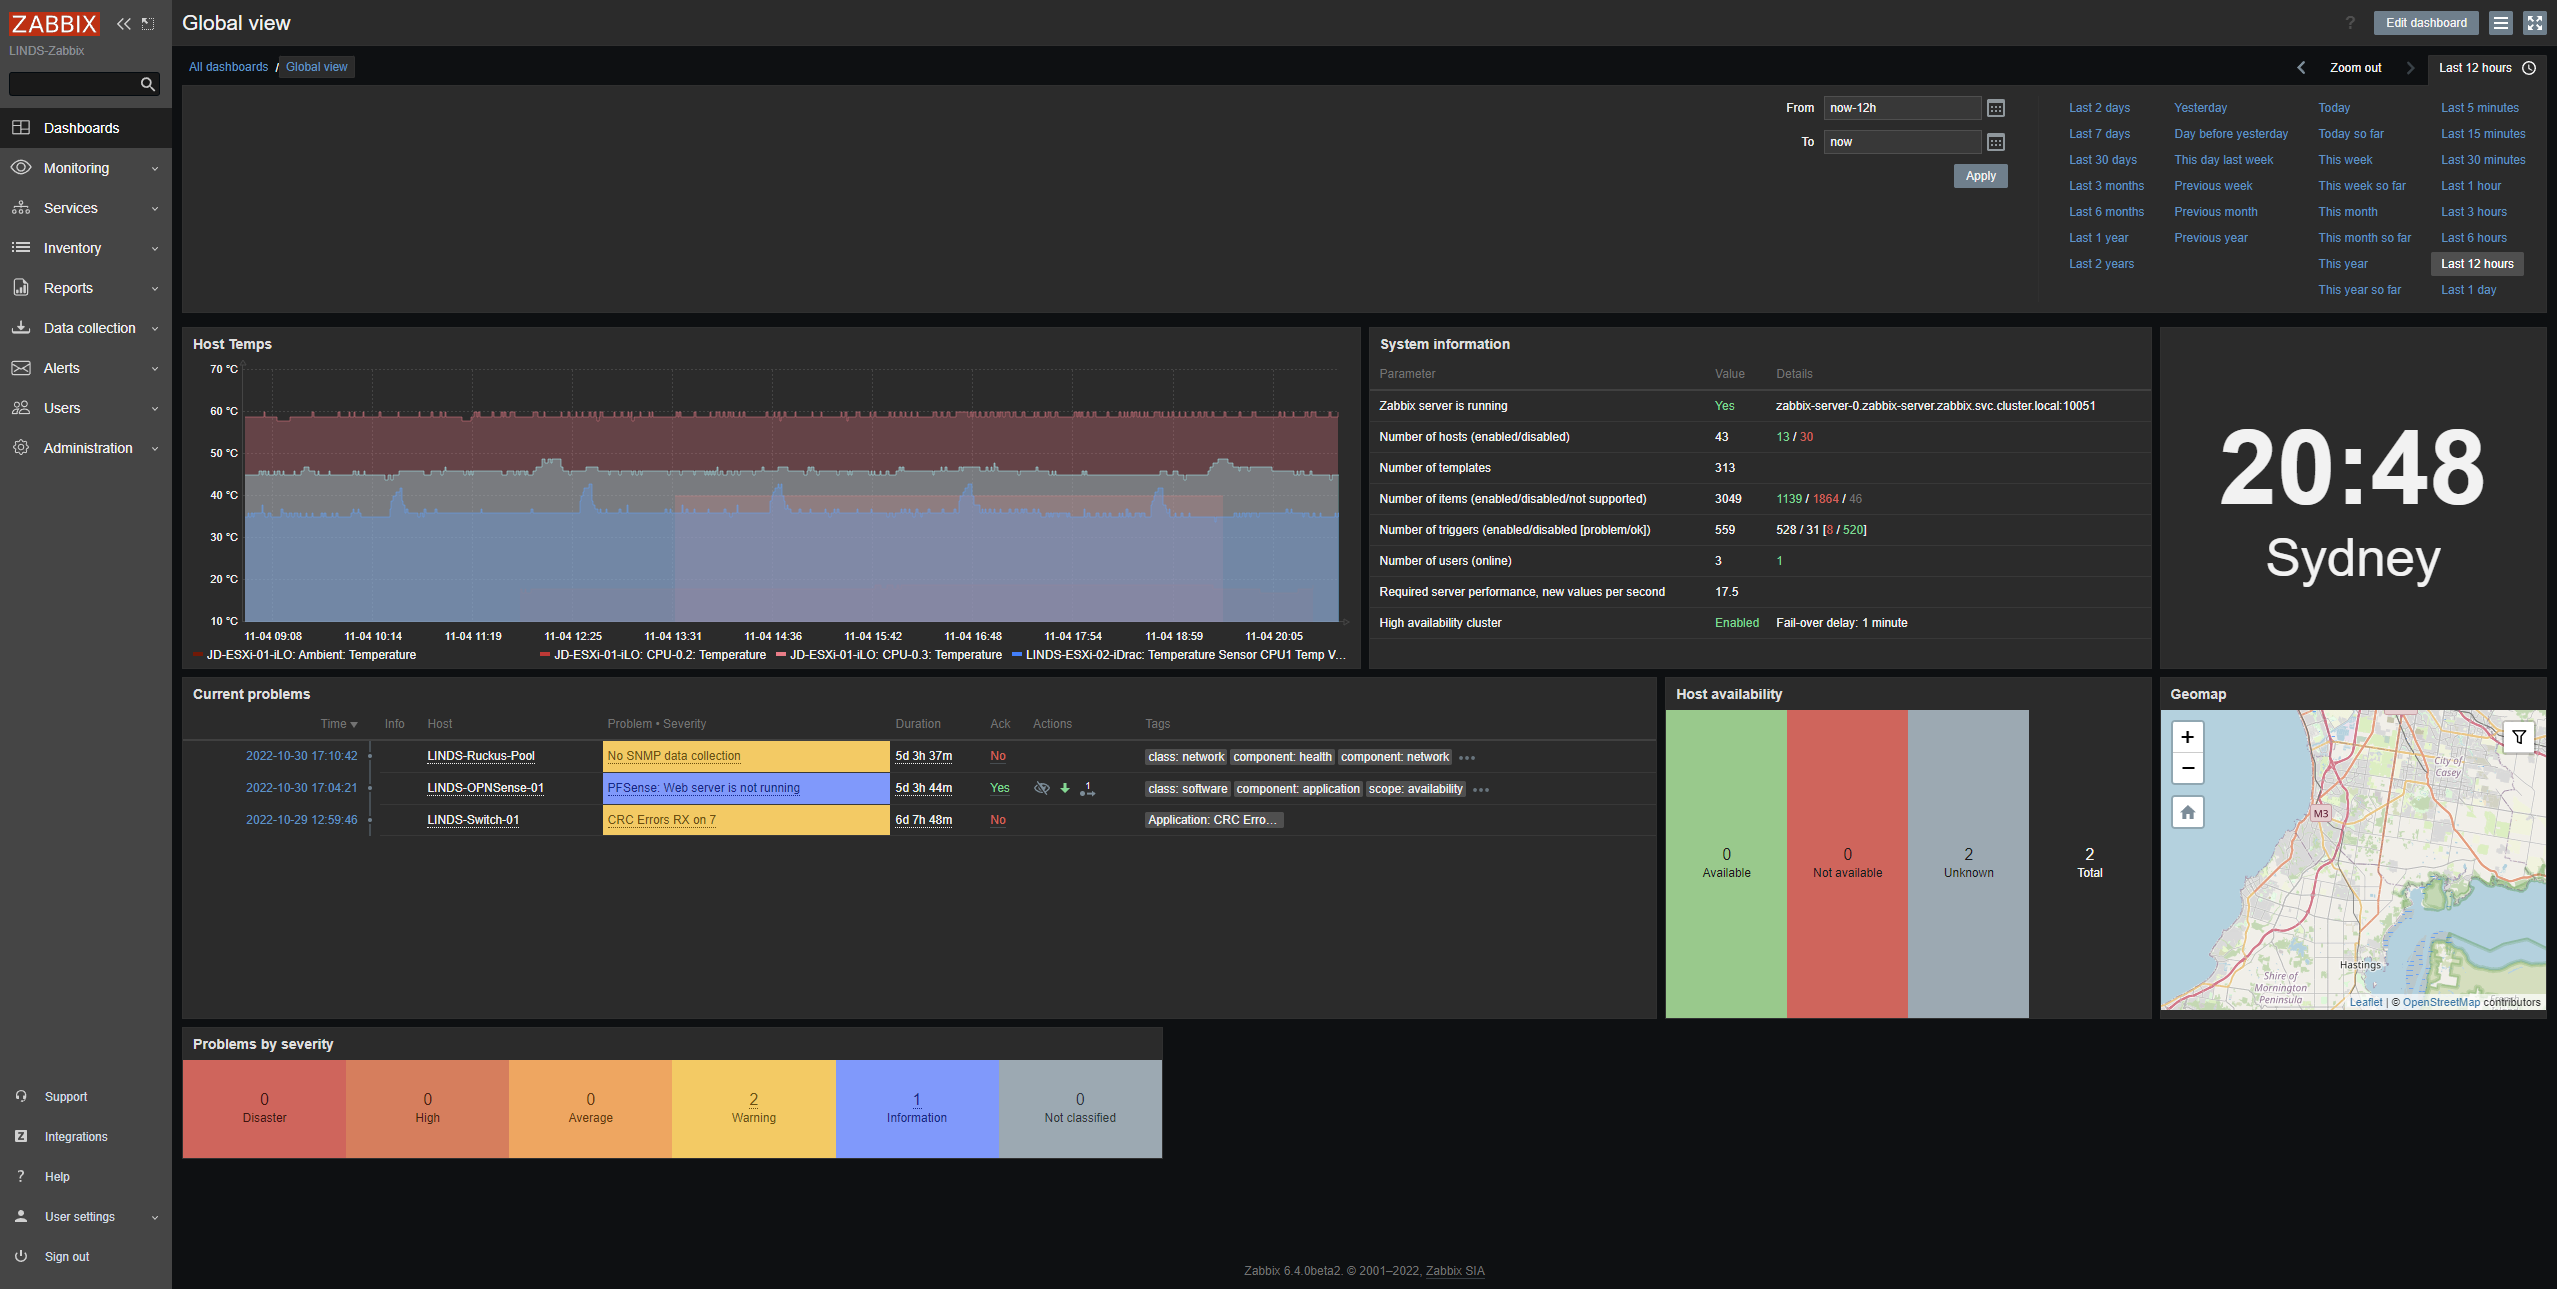 ZABBIX
LINDS-Zabbix
Dashboards
Monitoring
Services
Inventory
Reports
Data collection
Alerts
Users
Administration
Support
Integrations
? Help
User settings
Sign out
Global view
? Edit dashboard
All dashboards / Global view
Zoom out
Last 12 hours
From now-12h
To now
Apply
Last 2 days Yesterday Today Last 5 minutes
Last 7 days Day before yesterday Today so far Last 15 minutes
Last 30 days This day last week This week Last 30 minutes
Last 3 months Previous week This week so far Last 1 hour
Last 6 months Previous month This month Last 3 hours
Last 1 year Previous year This month so far Last 6 hours
Last 2 years This year Last 12 hours
This year so far Last 1 day
Host Temps
70 °C
60 °C
50 °C
40 °C
30 °C
20 °C
10 °C
11-04 09:08 11-04 10:14 11-04 11:19 11-04 12:25 11-04 13:31 11-04 14:36 11-04 15:42 11-04 16:48 11-04 17:54 11-04 18:59 11-04 20:05
JD-ESXi-01-iLO: Ambient: Temperature JD-ESXi-01-iLO: CPU-0.2: Temperature JD-ESXi-01-iLO: CPU-0.3: Temperature LINDS-ESXi-02-iDrac: Temperature Sensor CPU1 Temp V...
System information
Parameter Value Details
Zabbix server is running Yes zabbix-server-0.zabbix-server.zabbix.svc.cluster.local:10051
Number of hosts (enabled/disabled) 43 13 / 30
Number of templates 313
Number of items (enabled/disabled/not supported) 3049 1139 / 1864 / 46
Number of triggers (enabled/disabled [problem/ok]) 559 528 / 31 [8 / 520]
Number of users (online) 3 1
Required server performance, new values per second 17.5
High availability cluster Enabled Fail-over delay: 1 minute
20:48
Sydney
Current problems
Time Info Host Problem • Severity Duration Ack Actions Tags
2022-10-30 17:10:42 LINDS-Ruckus-Pool No SNMP data collection 5d 3h 37m No class: network component: health component: network •••
2022-10-30 17:04:21 LINDS-OPNSense-01 PFSense: Web server is not running 5d 3h 44m Yes 1 class: software component: application scope: availability •••
2022-10-29 12:59:46 LINDS-Switch-01 CRC Errors RX on 7 6d 7h 48m No Application: CRC Erro...
Host availability
0 0 2 2
Available Not available Unknown Total
Geomap
+
−
City of
Casey
M3
Hastings
Shire of
Mornington
Peninsula
Leaflet | © OpenStreetMap contributors
Problems by severity
0 0 0 2 1 0
Disaster High Average Warning Information Not classified
Zabbix 6.4.0beta2. © 2001–2022, Zabbix SIA